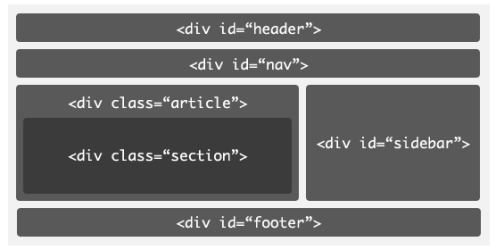 <div id=“header”>
<div id=“nav”>
<div class=“article”>
<div class=“section”>
<div id=“sidebar”>
<div id=“footer”>